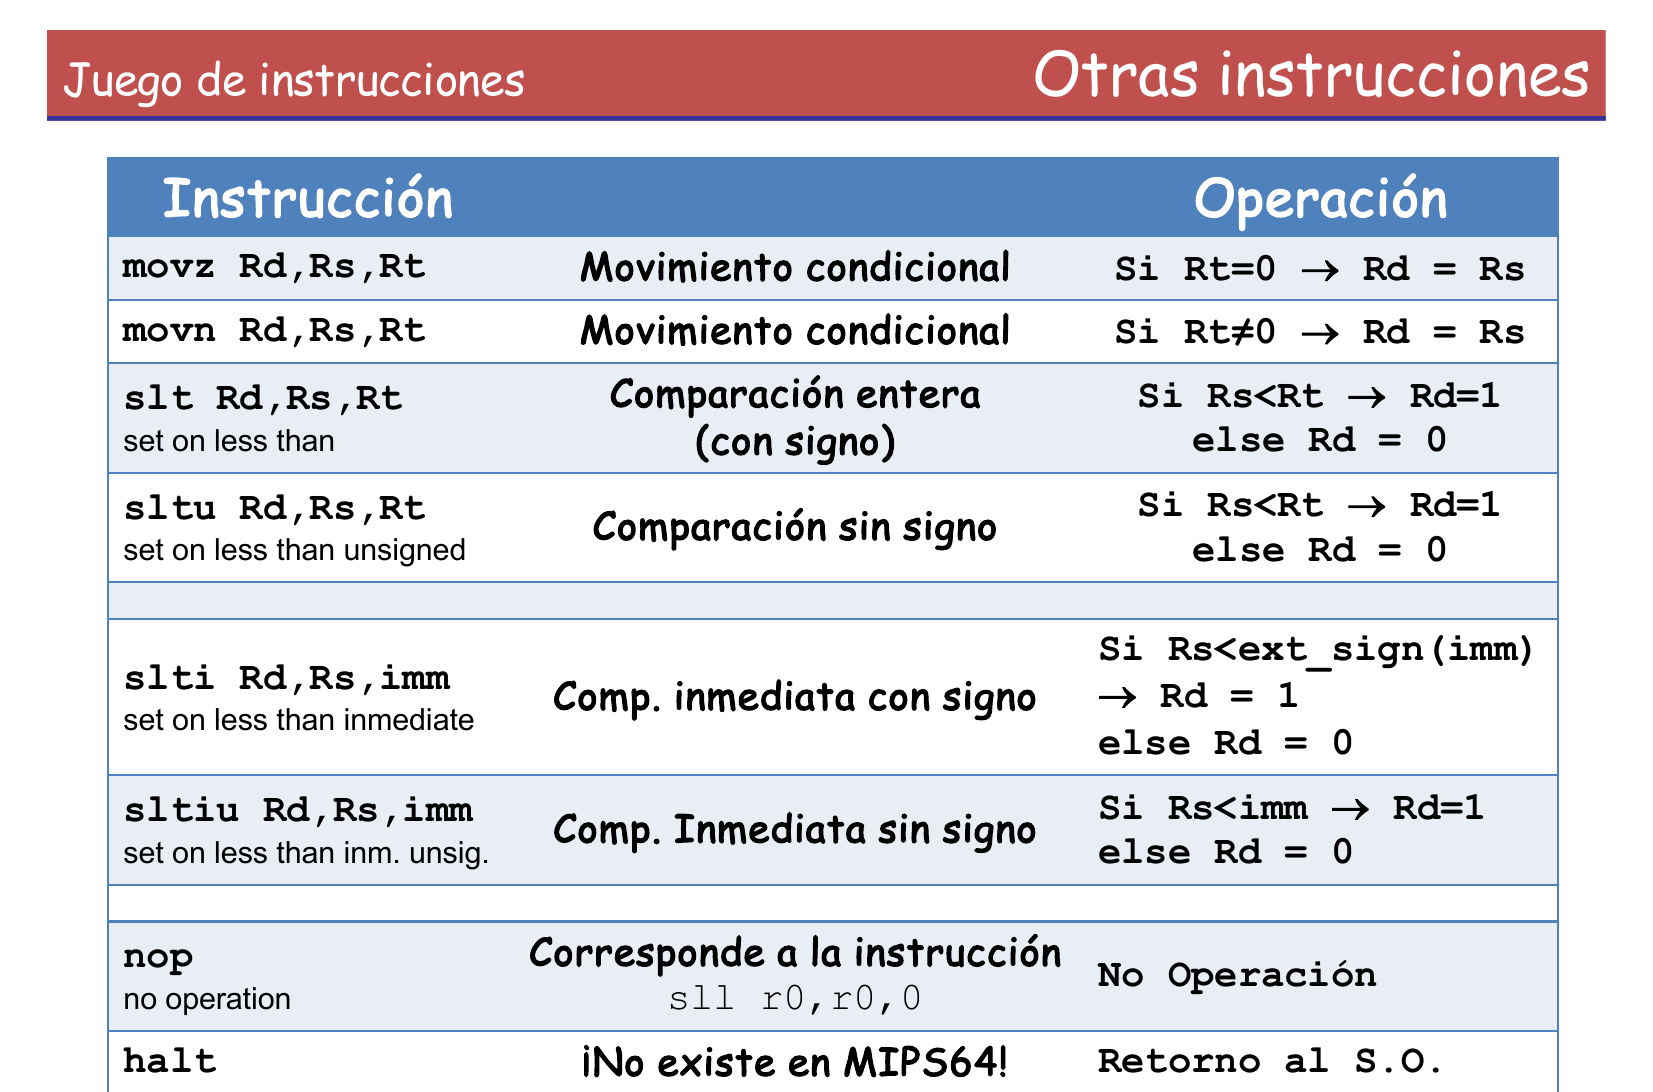 Juego de instrucciones Otras instrucciones
Instrucción Operación
movz Rd,Rs,Rt Movimiento condicional Si Rt=0 → Rd = Rs
movn Rd,Rs,Rt Movimiento condicional Si Rt≠0 → Rd = Rs
slt Rd,Rs,Rt
set on less than
Comparación entera
(con signo)
Si Rs<Rt → Rd=1
else Rd = 0
sltu Rd,Rs,Rt
set on less than unsigned
Comparación sin signo
Si Rs<Rt → Rd=1
else Rd = 0
slti Rd,Rs,imm
set on less than inmediate
Comp. inmediata con signo
Si Rs<ext_sign(imm)
→ Rd = 1
else Rd = 0
sltiu Rd,Rs,imm
set on less than inm. unsig.
Comp. Inmediata sin signo
Si Rs<imm → Rd=1
else Rd = 0
nop
no operation
Corresponde a la instrucción
sll r0,r0,0
No Operación
halt ¡No existe en MIPS64! Retorno al S.O.